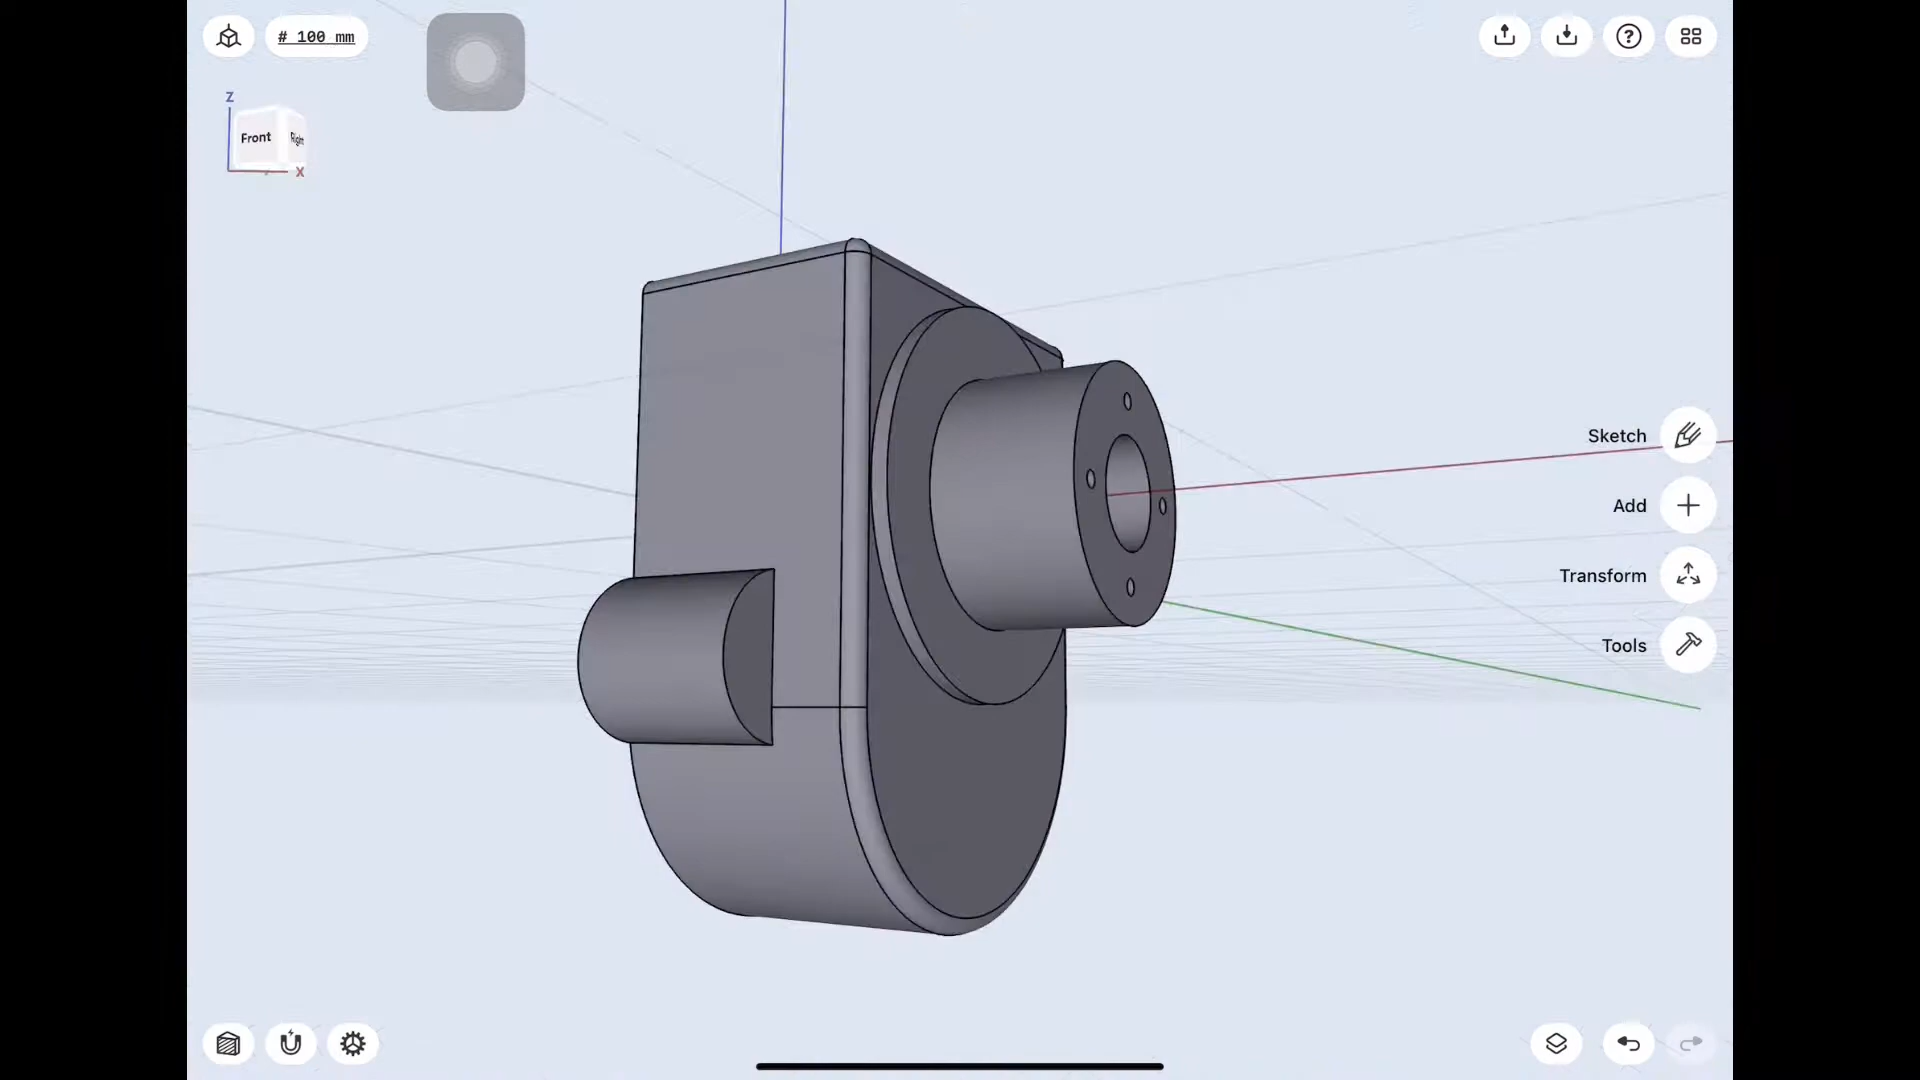 # 100 mm
Z
Front
Right
X
Sketch
Add
Transform
Tools